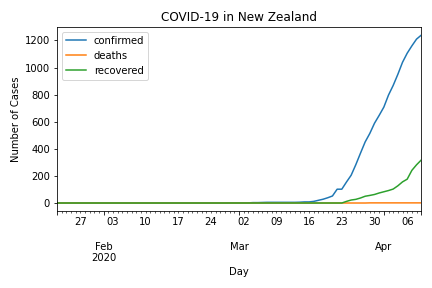 COVID-19 in New Zealand
confirmed
deaths
recovered
Number of Cases
1200
1000
800
600
400
200
0
27 03 10 17 24 02 09 16 23 30 06
Feb Mar Apr
2020
Day